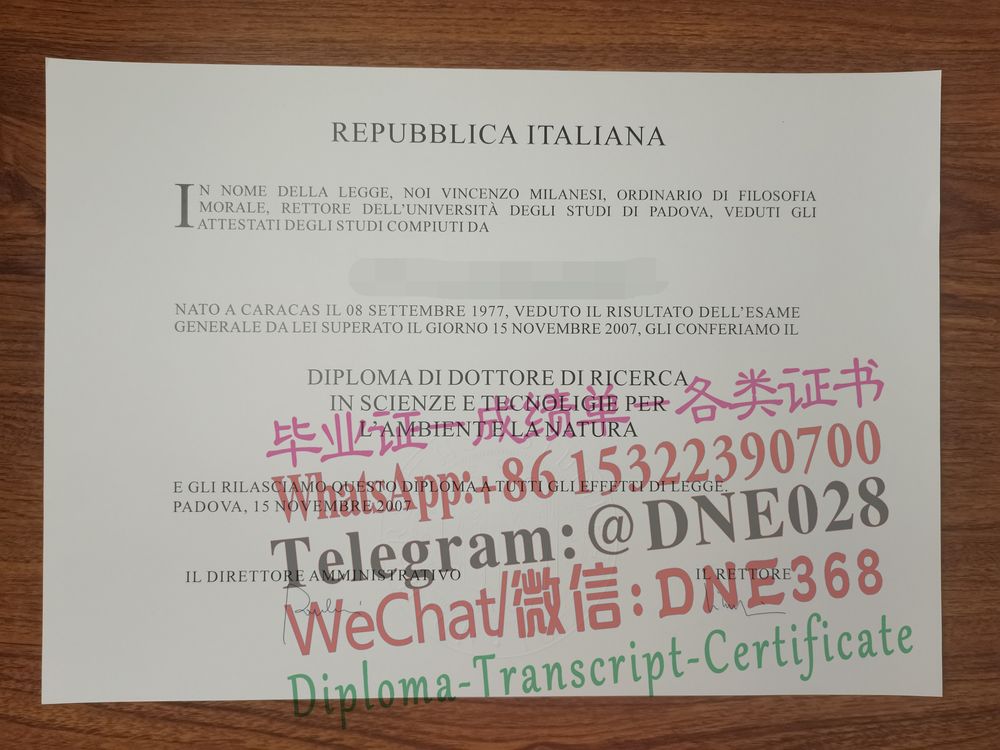 REPUBBLICA ITALIANA
IN NOME DELLA LEGGE, NOI VINCENZO MILANESI, ORDINARIO DI FILOSOFIA
MORALE, RETTORE DELL'UNIVERSITÀ DEGLI STUDI DI PADOVA, VEDUTI GLI
ATTESTATI DEGLI STUDI COMPIUTI DA
NATO A CARACAS IL 08 SETTEMBRE 1977, VEDUTO IL RISULTATO DELL'ESAME
GENERALE DA LEI SUPERATO IL GIORNO 15 NOVEMBRE 2007, GLI CONFERIAMO IL
DIPLOMA DI DOTTORE DI RICERCA
IN SCIENZE E TECNOLIGIE PER
L'AMBIENTE LA NATURA
毕业证—成绩单—各类证书
WhatsApp:+86 15322390700
E GLI RILASCIAMO QUESTO DIPLOMA A TUTTI GLI EFFETTI DI LEGGE.
PADOVA, 15 NOVEMBRE 2007
Telegram:@DNE028
IL DIRETTORE AMMINISTRATIVO
IL RETTORE
WeChat/微信:DNE368
Diploma-Transcript-Certificate